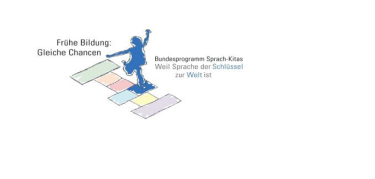 Frühe Bildung:
Gleiche Chancen
Bundesprogramm Sprach-Kitas
Weil Sprache der Schlüssel
zur Welt ist